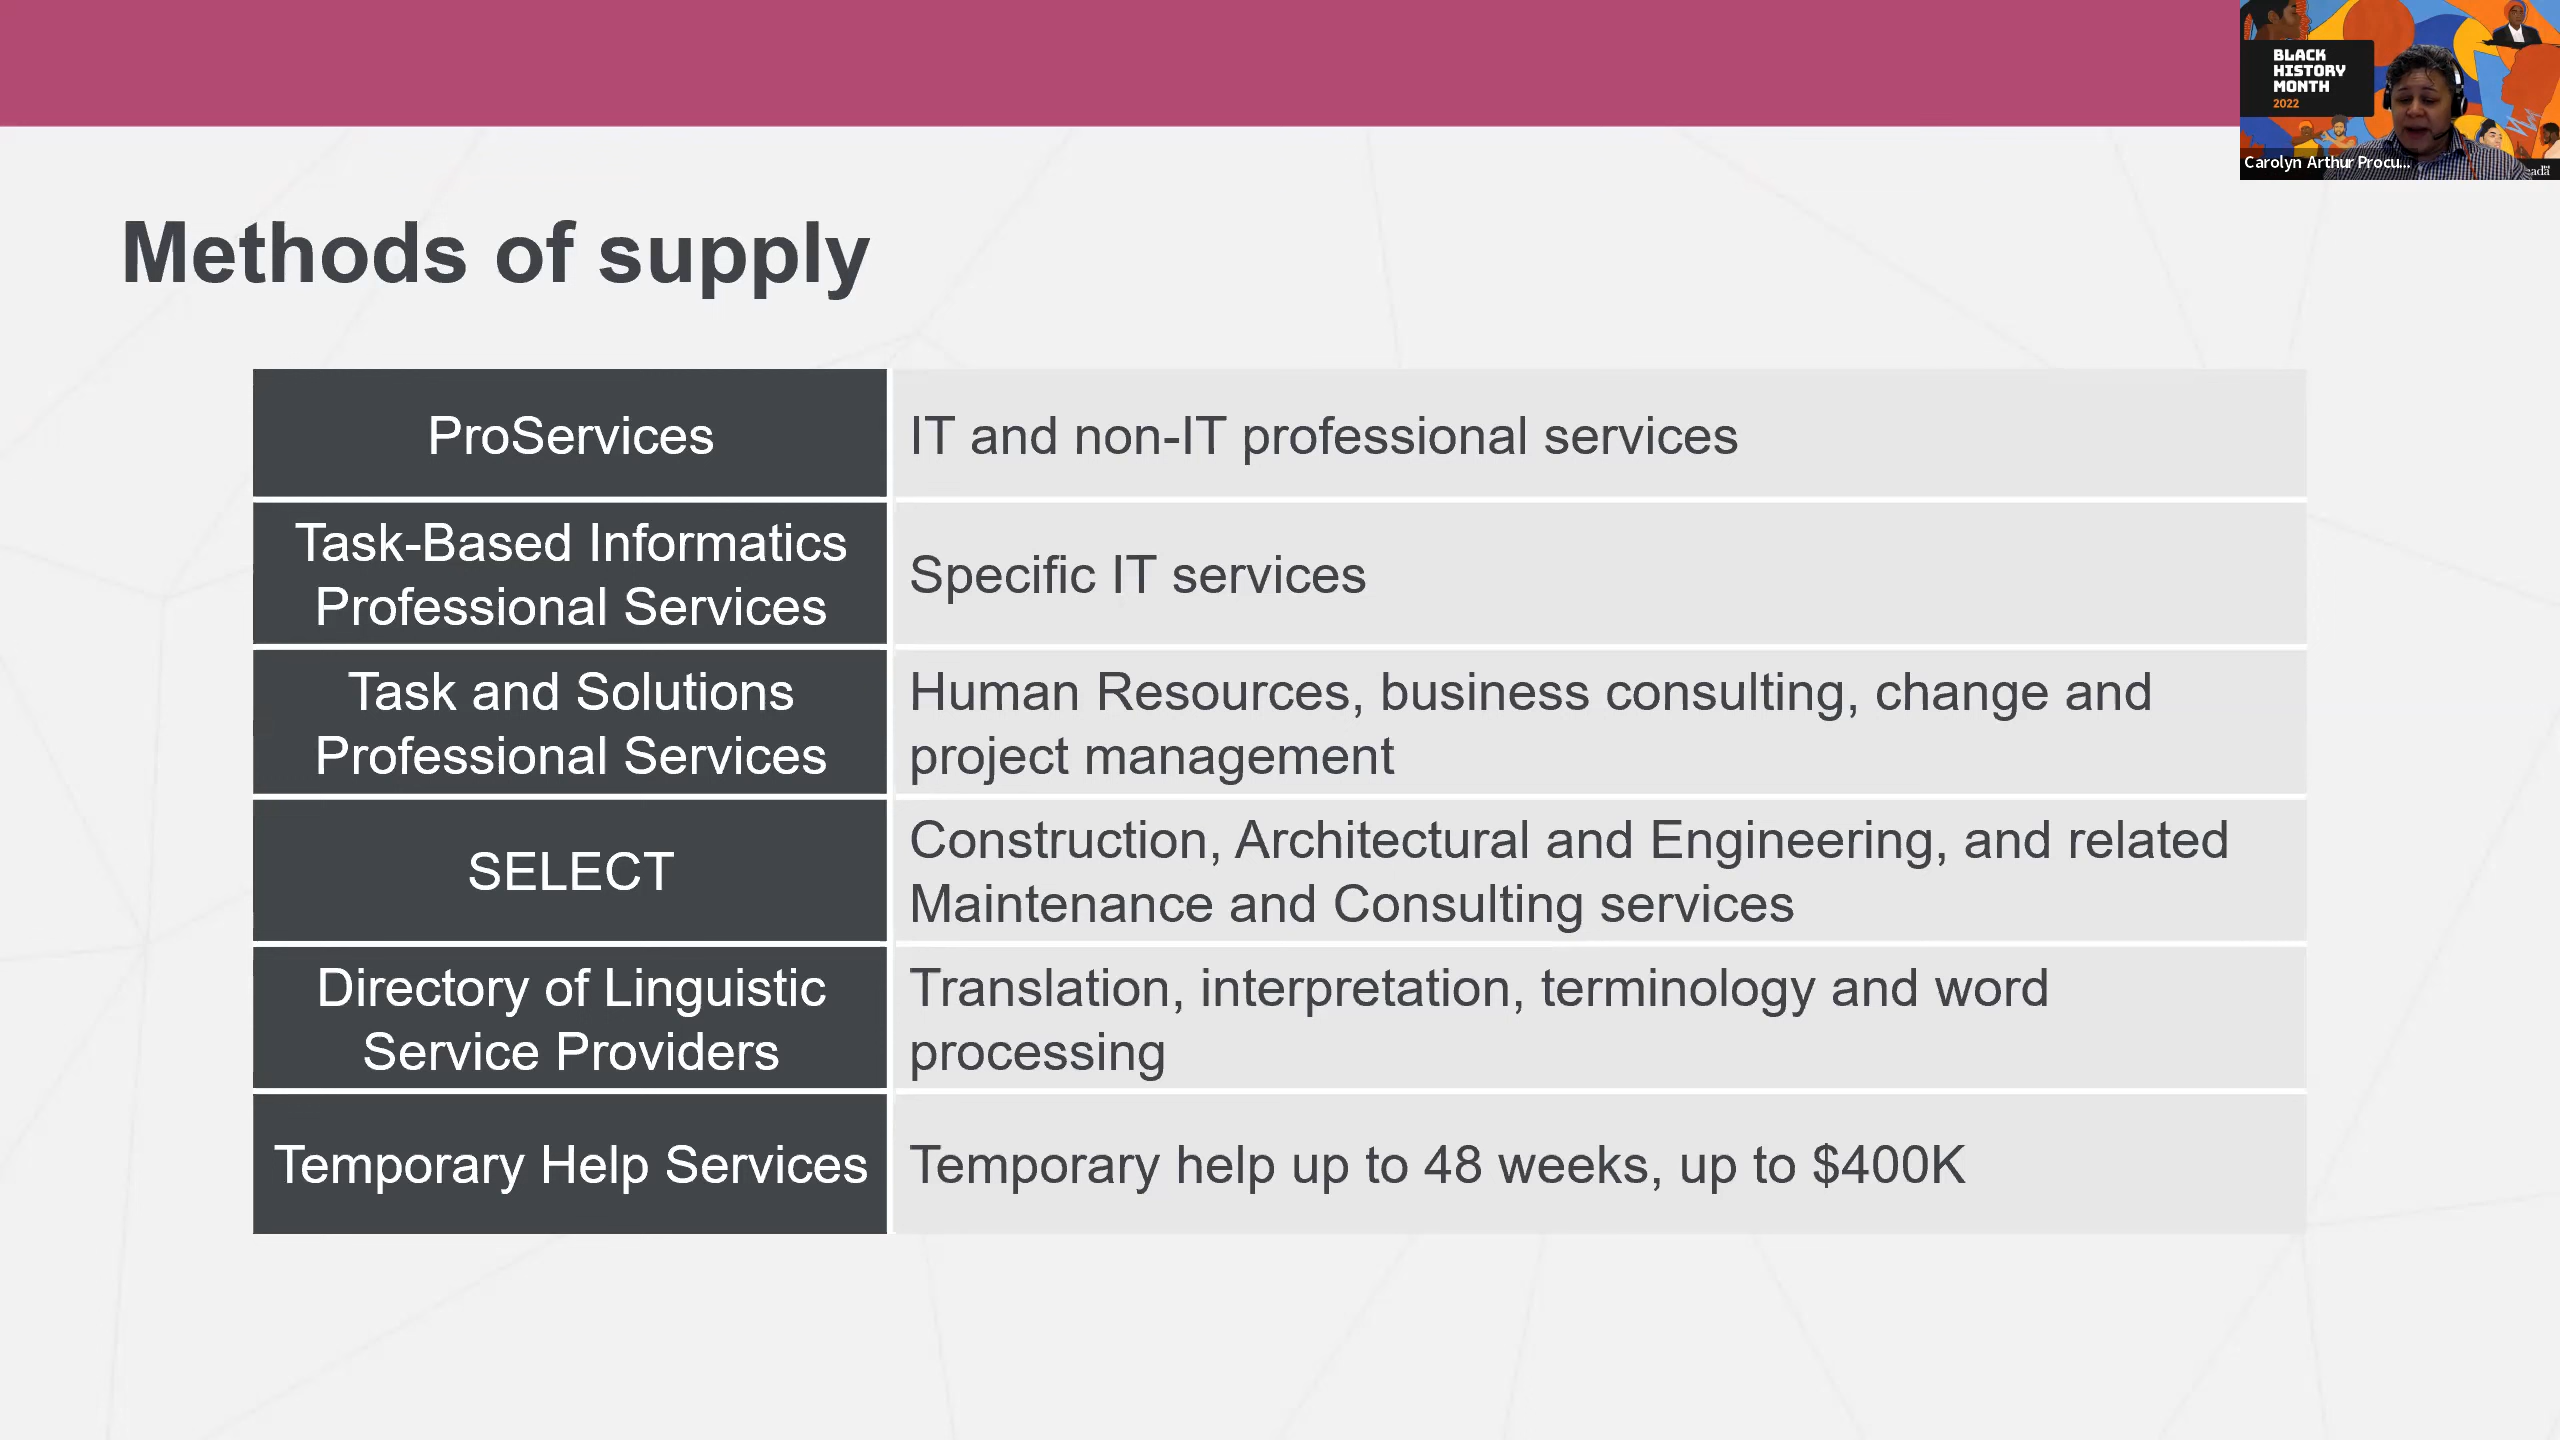 BLACK
HISTORY
MONTH
2022
Carolyn Arthur Procu...
Methods of supply
ProServices
IT and non-IT professional services
Task-Based Informatics
Professional Services
Specific IT services
Task and Solutions
Professional Services
Human Resources, business consulting, change and
project management
SELECT
Construction, Architectural and Engineering, and related
Maintenance and Consulting services
Directory of Linguistic
Service Providers
Translation, interpretation, terminology and word
processing
Temporary Help Services
Temporary help up to 48 weeks, up to $400K